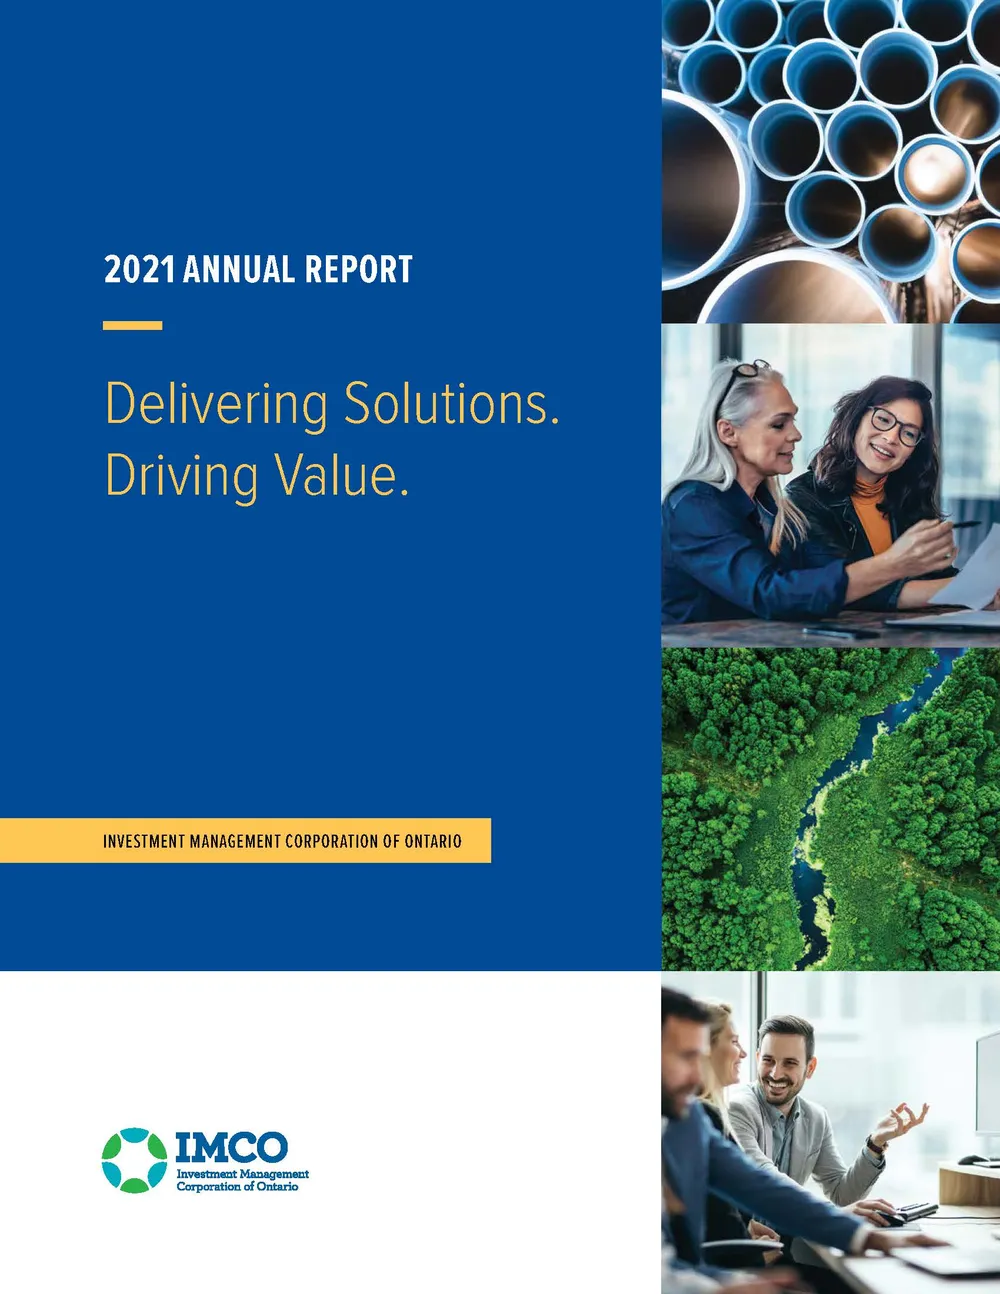 2021 ANNUAL REPORT
Delivering Solutions.
Driving Value.
INVESTMENT MANAGEMENT CORPORATION OF ONTARIO
IMCO
Investment Management
Corporation of Ontario